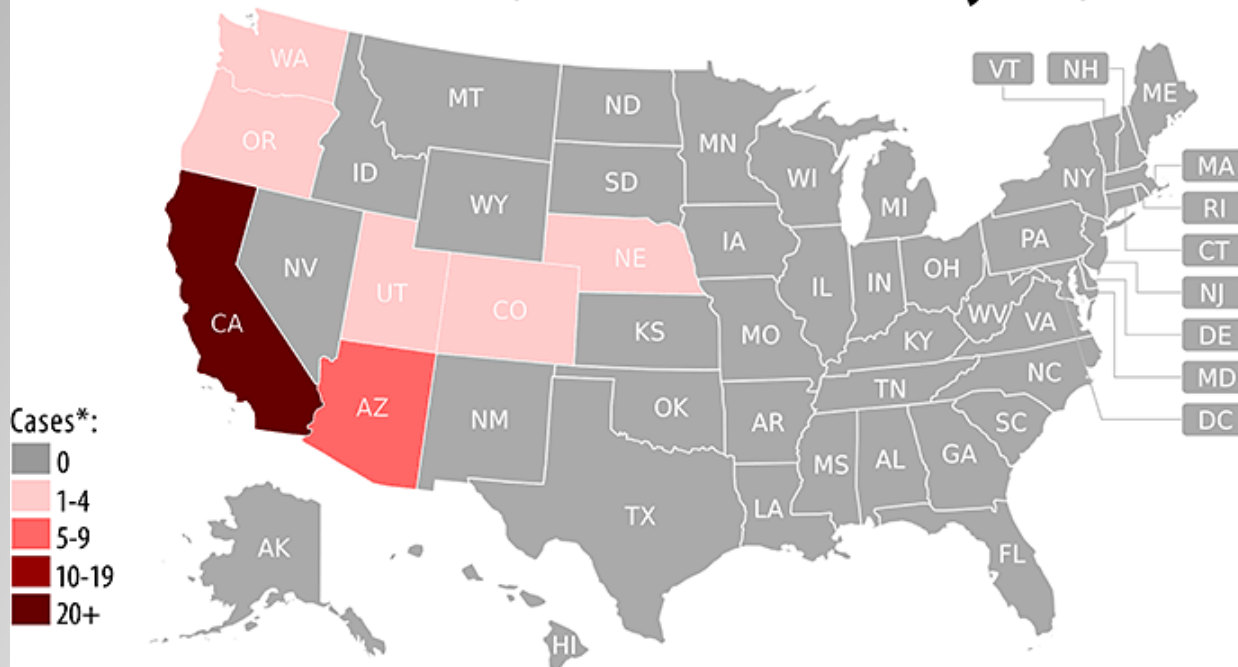 WA
MT
ND
MN
VT
NH
ME
OR
ID
WY
SD
WI
MI
NY
MA
RI
CT
NJ
DE
MD
DC
NV
UT
CO
NE
IA
IL
IN
OH
PA
CA
KS
MO
KY
WV
VA
AZ
NM
OK
AR
TN
NC
SC
MS
AL
GA
TX
LA
FL
AK
HI
Cases*:
0
1-4
5-9
10-19
20+